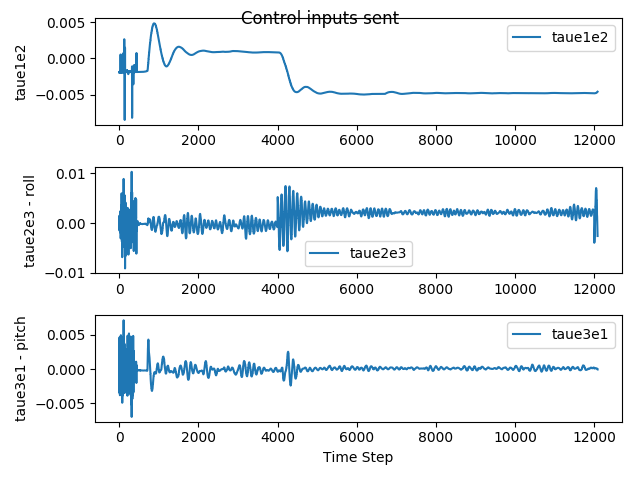 Control inputs sent
taue1e2
0.005
0.000
−0.005
taue1e2
0 2000 4000 6000 8000 10000 12000
taue2e3 - roll
0.01
0.00
−0.01
taue2e3
0 2000 4000 6000 8000 10000 12000
taue3e1 - pitch
0.005
0.000
−0.005
taue3e1
0 2000 4000 6000 8000 10000 12000
Time Step